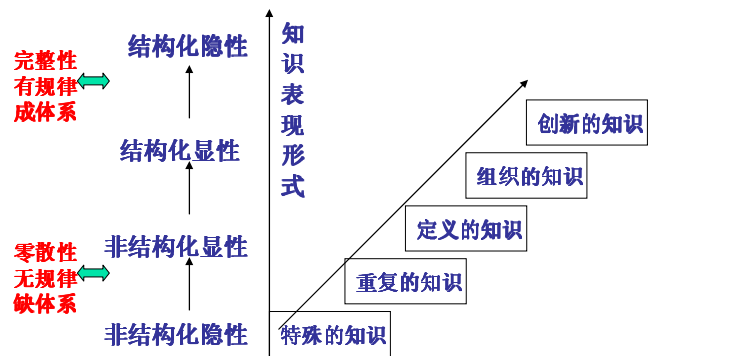 完整性
有规律
成体系
零散性
无规律
缺体系
结构化隐性
结构化显性
非结构化显性
非结构化隐性
知识表现形式
创新的知识
组织的知识
定义的知识
重复的知识
特殊的知识